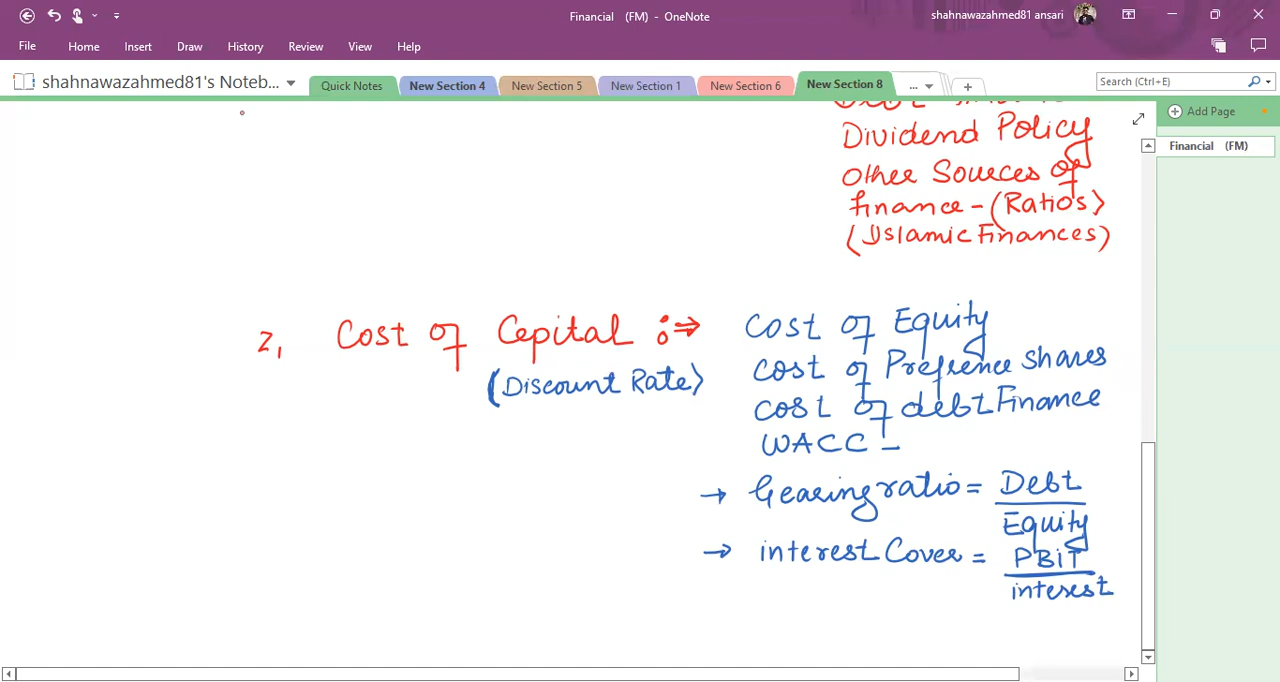 Financial (FM) - OneNote
shahnawazahmed81 ansari
File Home Insert Draw History Review View Help
shahnawazahmed81's Noteb...
Quick Notes New Section 4 New Section 5 New Section 1 New Section 6 New Section 8 ...
Search (Ctrl+E)
Add Page
Financial (FM)
Dividend Policy
Other Sources of
finance - (Ratios)
(Islamic Finances)
2, Cost of Cepital :⇒ Cost of Equity
(Discount Rate) Cost of Prefrence Shares
Cost of debt Finance
WACC -
→ Gearing ratio = Debt
Equity
→ interest Cover = PBiT
interest